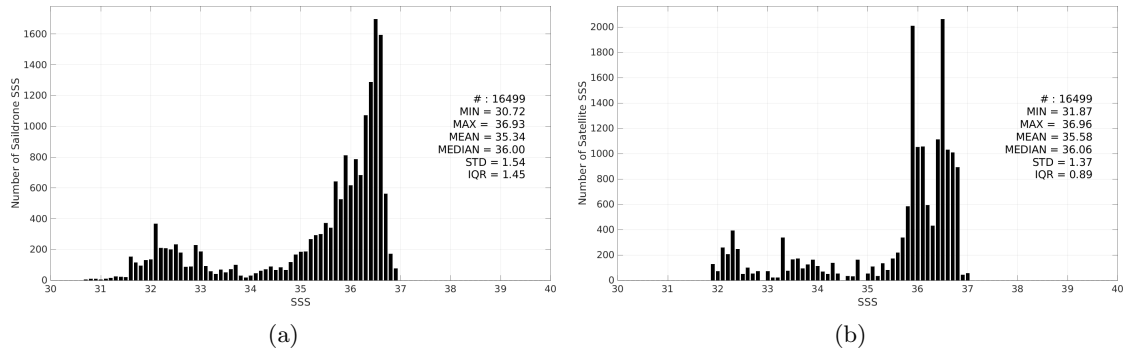 1600
1400
1200
1000
800
600
400
200
0
30 31 32 33 34 35 36 37 38 39 40
SSS
Number of Saildrone SSS
# : 16499
MIN = 30.72
MAX = 36.93
MEAN = 35.34
MEDIAN = 36.00
STD = 1.54
IQR = 1.45
(a)
2000
1800
1600
1400
1200
1000
800
600
400
200
0
30 31 32 33 34 35 36 37 38 39 40
SSS
Number of Satellite SSS
# : 16499
MIN = 31.87
MAX = 36.96
MEAN = 35.58
MEDIAN = 36.06
STD = 1.37
IQR = 0.89
(b)